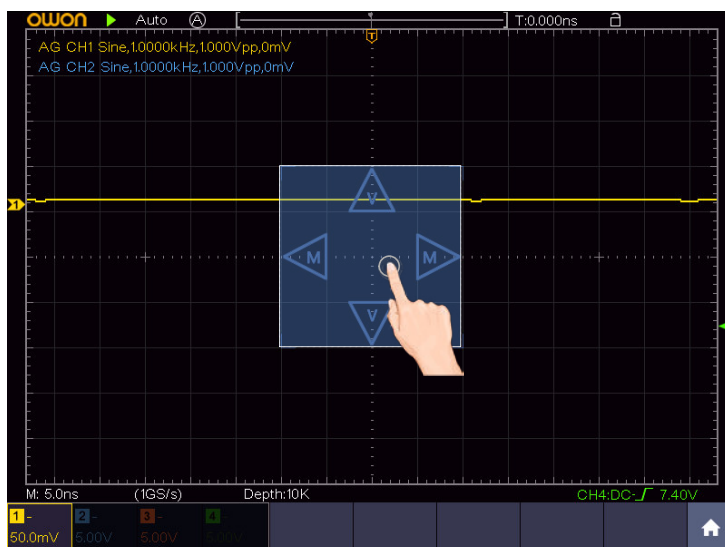 owon Auto A T:0.000ns
T
AG CH1 Sine,1.0000kHz,1.000Vpp,0mV
AG CH2 Sine,1.0000kHz,1.000Vpp,0mV
1
V
M M
V
M: 5.0ns (1GS/s) Depth:10K CH4:DC- 7.40V
1 - 2 - 3 - 4 -
50.0mV 5.00V 5.00V 5.00V